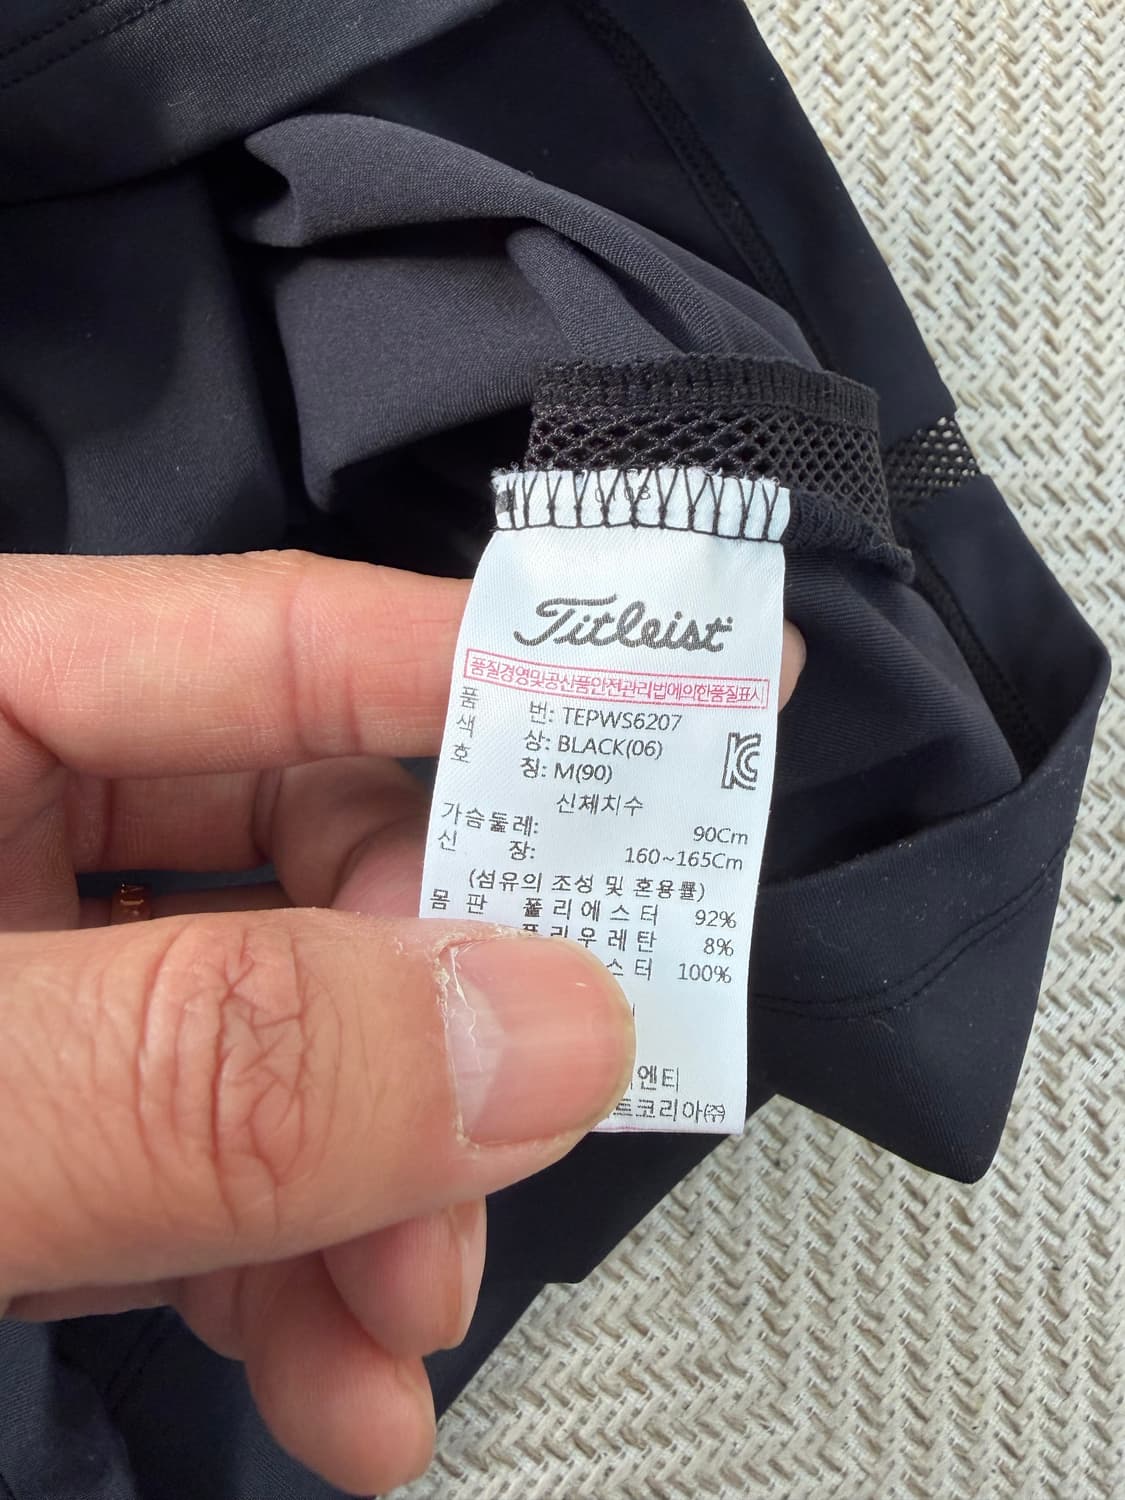 Titleist
품질경영및공산품안전관리법에의한품질표시
품 번: TEPWS6207
색 상: BLACK(06)
호 칭: M(90)
신체치수
가슴둘레: 90Cm
신 장: 160~165Cm
(섬유의 조성 및 혼용률)
몸 판 폴리에스터 92%
폴리우레탄 8%
스터 100%
엔티
트코리아㈜